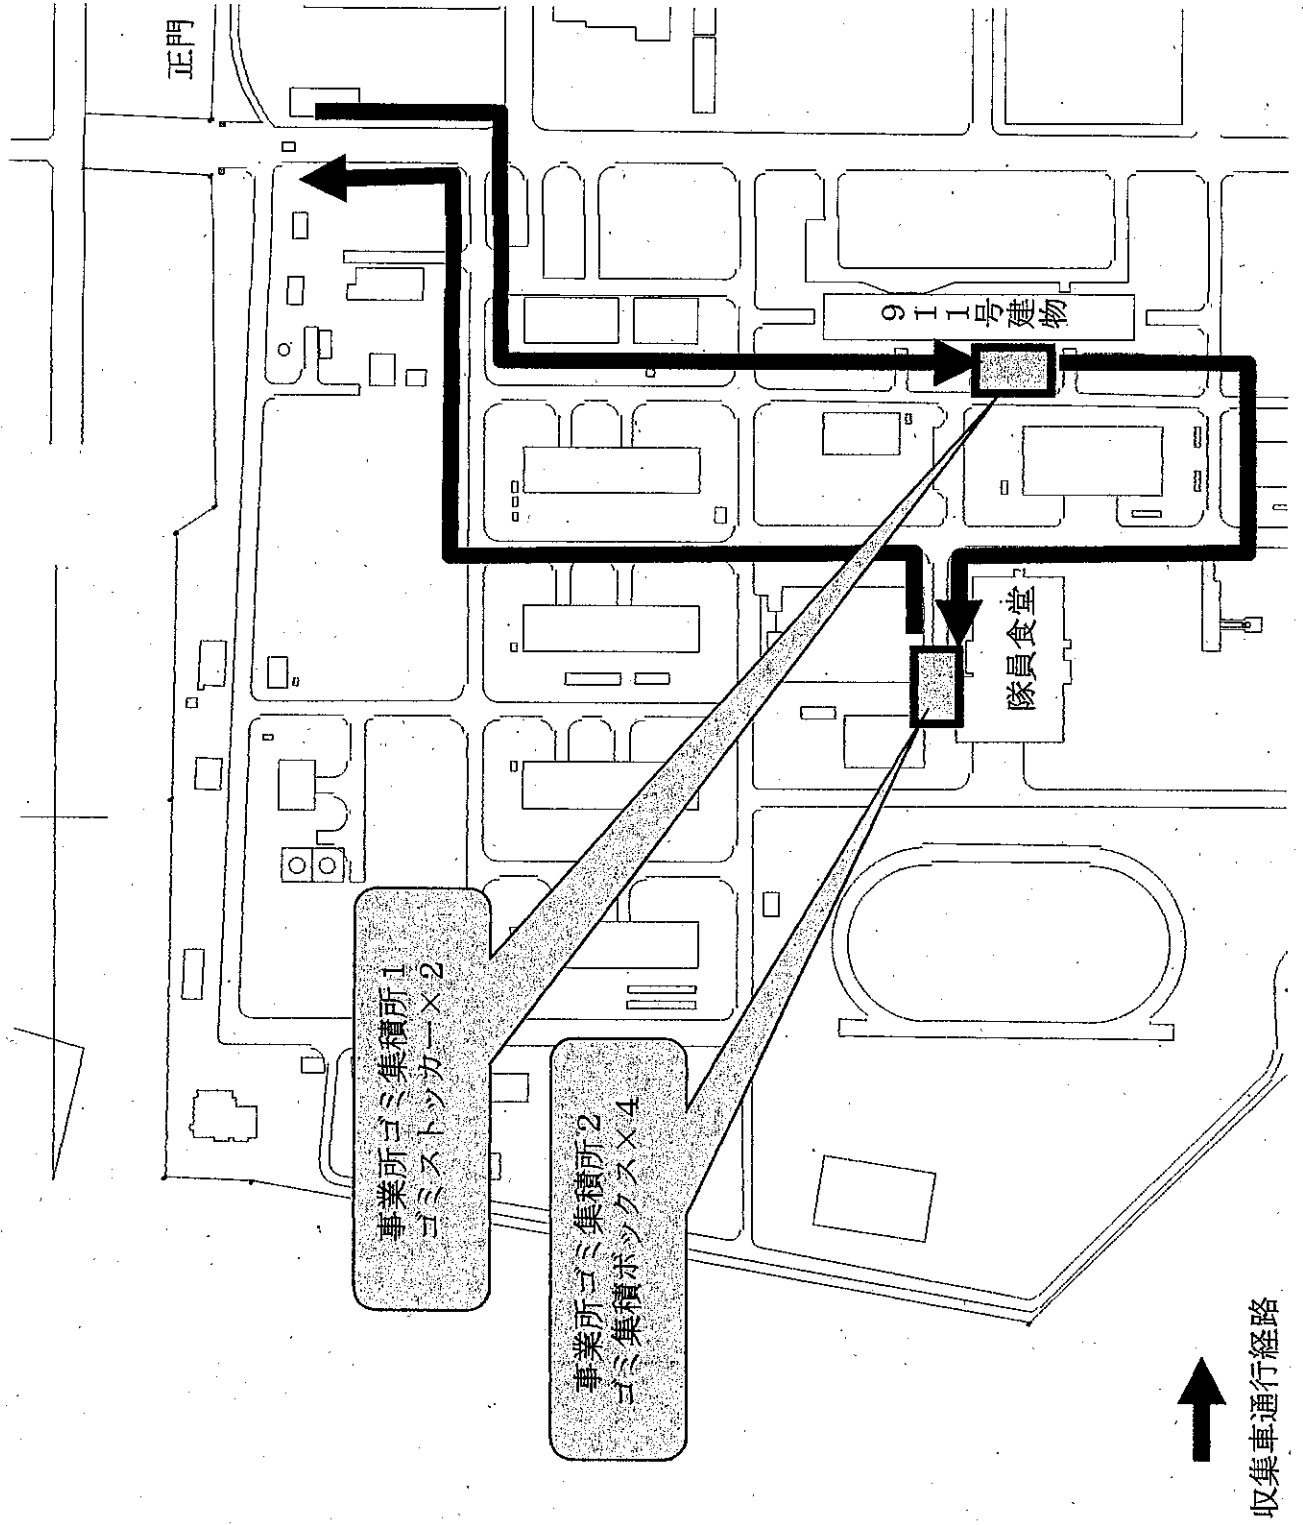 正門
911号建物
隊員食堂
事業所ゴミ集積所1
ゴミストッカー×2
事業所ゴミ集積所2
ゴミ集積ボックス×4
収集車通行経路